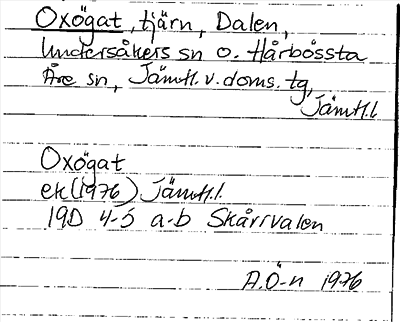 Oxögat, tjärn, Dalen,
Undersåkers sn o. Hårbössta
Åre sn, Jämtl. v. doms. tg,
Jämtl. l
Oxögat
ek (1976) Jämtl. l.
19D 4-5 a-b Skårrvalen
A.Ö-n 1976